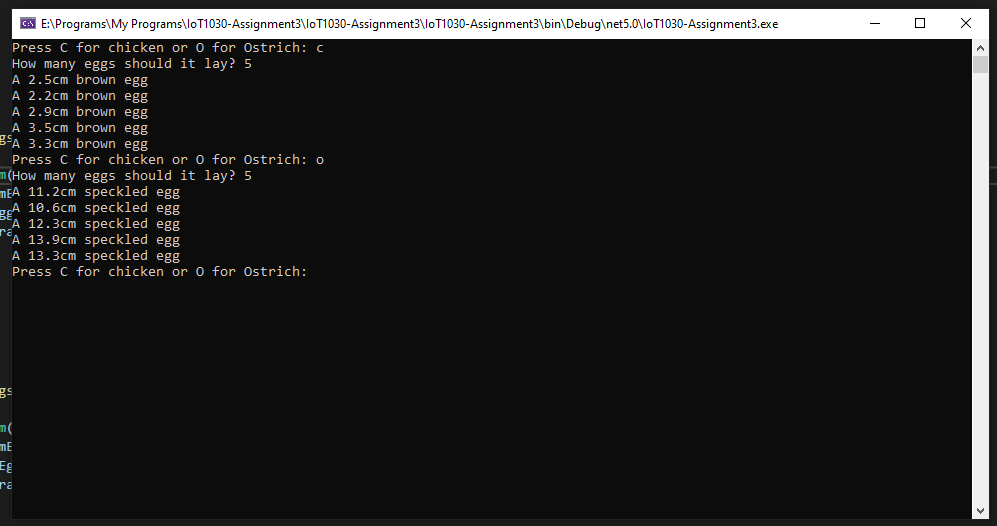 E:\Programs\My Programs\IoT1030-Assignment3\IoT1030-Assignment3\IoT1030-Assignment3\bin\Debug\net5.0\IoT1030-Assignment3.exe
Press C for chicken or O for Ostrich: c
How many eggs should it lay? 5
A 2.5cm brown egg
A 2.2cm brown egg
A 2.9cm brown egg
A 3.5cm brown egg
A 3.3cm brown egg
Press C for chicken or O for Ostrich: o
How many eggs should it lay? 5
A 11.2cm speckled egg
A 10.6cm speckled egg
A 12.3cm speckled egg
A 13.9cm speckled egg
A 13.3cm speckled egg
Press C for chicken or O for Ostrich: